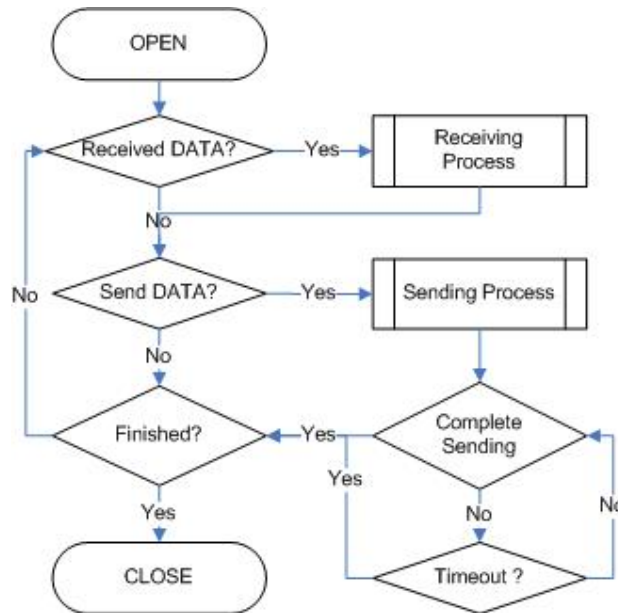 OPEN
Received DATA?
Yes
Receiving
Process
No
Send DATA?
Yes
Sending Process
No
No
Finished?
Yes
Complete
Sending
Yes
No
No
Yes
CLOSE
Timeout ?